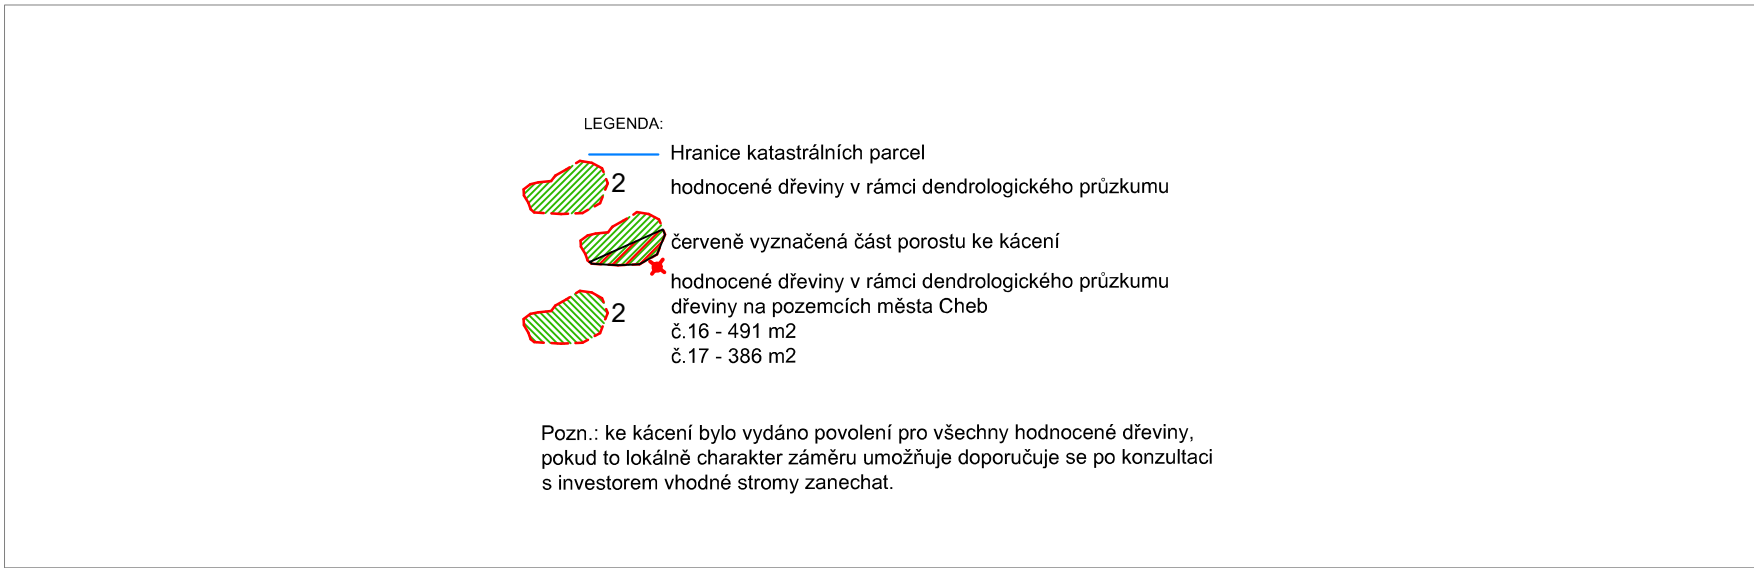 LEGENDA:
Hranice katastrálních parcel
2 hodnocené dřeviny v rámci dendrologického průzkumu
červeně vyznačená část porostu ke kácení
hodnocené dřeviny v rámci dendrologického průzkumu
2 dřeviny na pozemcích města Cheb
č.16 - 491 m2
č.17 - 386 m2
Pozn.: ke kácení bylo vydáno povolení pro všechny hodnocené dřeviny,
pokud to lokálně charakter záměru umožňuje doporučuje se po konzultaci
s investorem vhodné stromy zanechat.